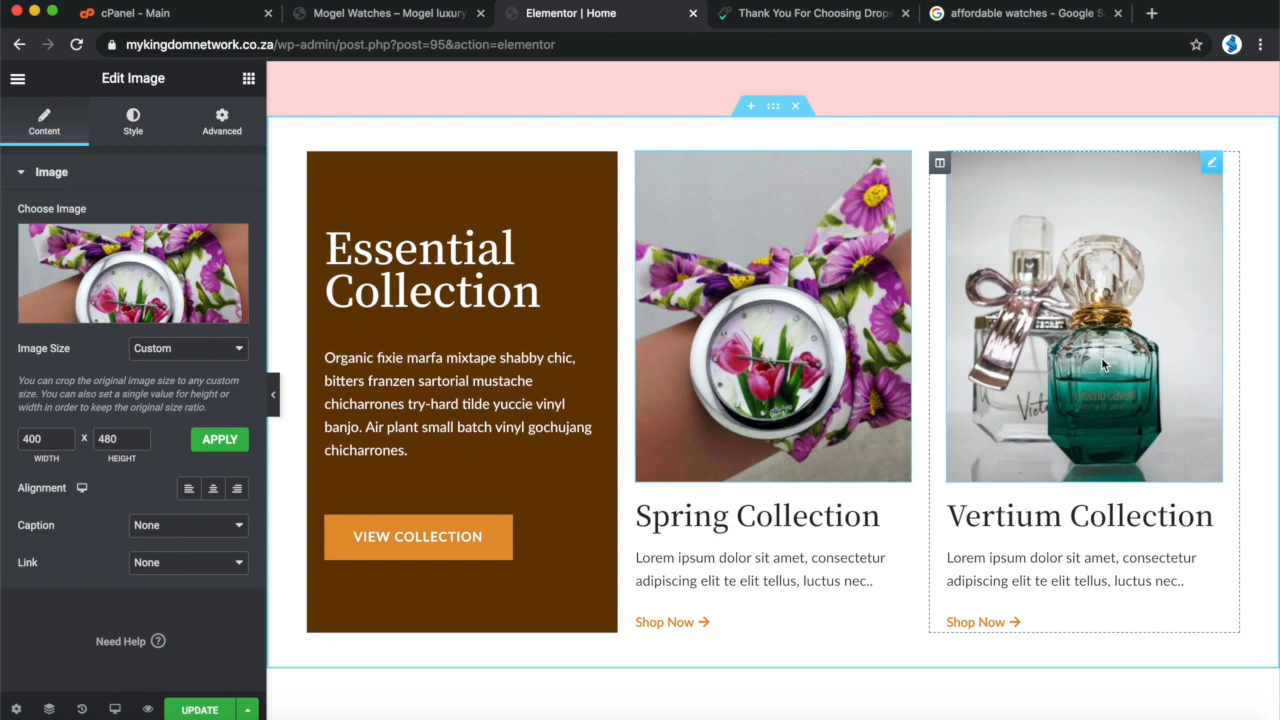 cPanel - Main
Mogel Watches – Mogel luxury
Elementor | Home
Thank You For Choosing Drops
affordable watches - Google S
mykingdomnetwork.co.za/wp-admin/post.php?post=95&action=elementor
Edit Image
Content
Style
Advanced
Image
Choose Image
Image Size
Custom
You can crop the original image size to any custom
size. You can also set a single value for height or
width in order to keep the original size ratio.
400 x 480 APPLY
WIDTH HEIGHT
Alignment
Caption
None
Link
None
Need Help ?
UPDATE
Essential
Collection
Organic fixie marfa mixtape shabby chic,
bitters franzen sartorial mustache
chicharrones try-hard tilde yuccie vinyl
banjo. Air plant small batch vinyl gochujang
chicharrones.
VIEW COLLECTION
Spring Collection
Lorem ipsum dolor sit amet, consectetur
adipiscing elit te elit tellus, luctus nec..
Shop Now →
Vertium Collection
Lorem ipsum dolor sit amet, consectetur
adipiscing elit te elit tellus, luctus nec..
Shop Now →